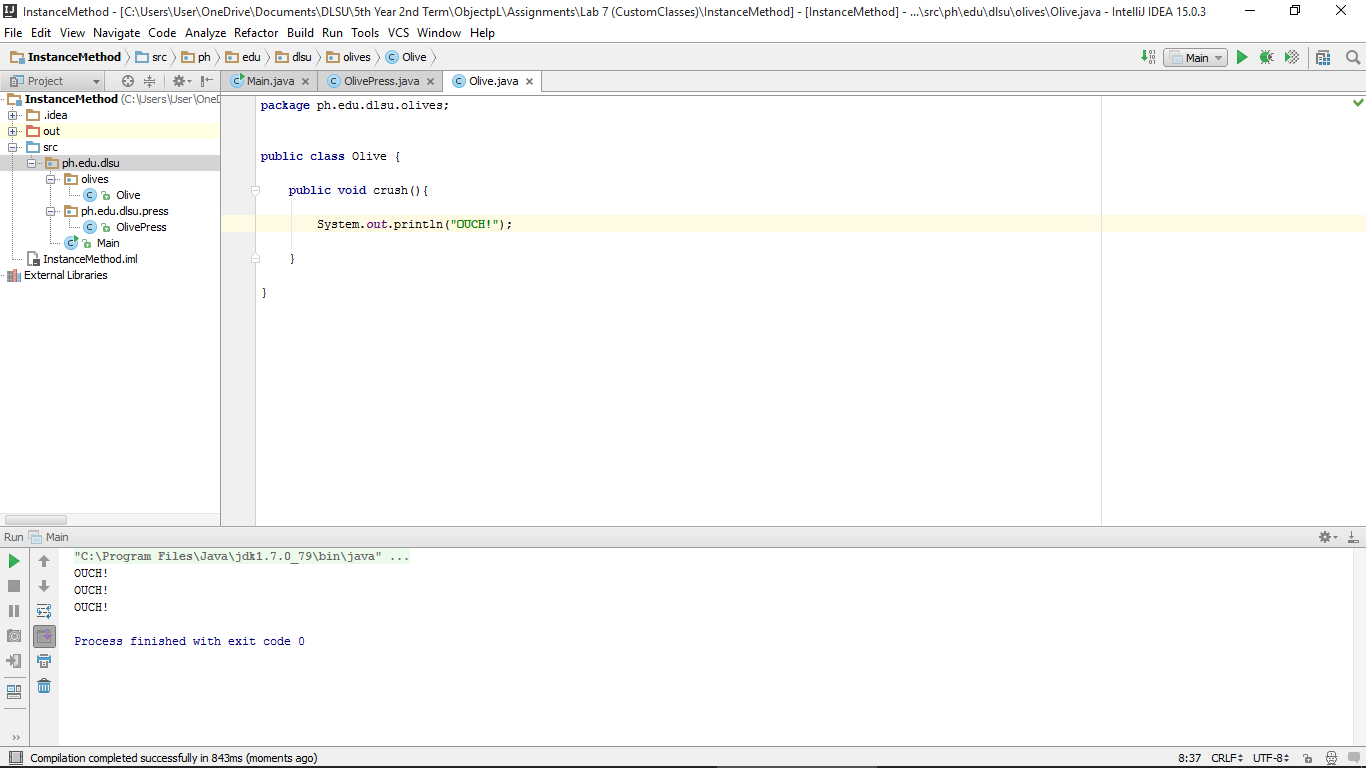 InstanceMethod - [C:\Users\User\OneDrive\Documents\DLSU\5th Year 2nd Term\ObjectpL\Assignments\Lab 7 (CustomClasses)\InstanceMethod] - [InstanceMethod] - ...\src\ph\edu\dlsu\olives\Olive.java - IntelliJ IDEA 15.0.3
File Edit View Navigate Code Analyze Refactor Build Run Tools VCS Window Help
InstanceMethod src ph edu dlsu olives Olive Main
Project Main.java OlivePress.java Olive.java
InstanceMethod (C:\Users\User\OneD
.idea
out
src
ph.edu.dlsu
olives
Olive
ph.edu.dlsu.press
OlivePress
Main
InstanceMethod.iml
External Libraries
package ph.edu.dlsu.olives;
public class Olive {
public void crush(){
System.out.println("OUCH!");
}
}
Run Main
"C:\Program Files\Java\jdk1.7.0_79\bin\java" ...
OUCH!
OUCH!
OUCH!
Process finished with exit code 0
Compilation completed successfully in 843ms (moments ago) 8:37 CRLF UTF-8